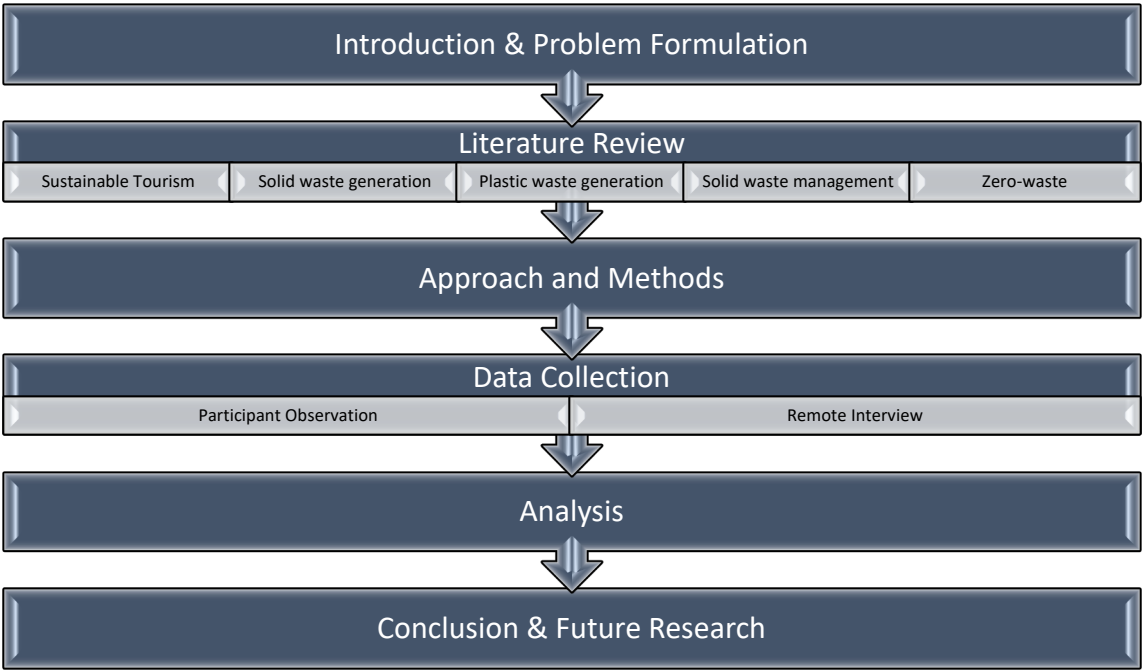 Introduction & Problem Formulation
Literature Review
Sustainable Tourism
Solid waste generation
Plastic waste generation
Solid waste management
Zero-waste
Approach and Methods
Data Collection
Participant Observation
Remote Interview
Analysis
Conclusion & Future Research